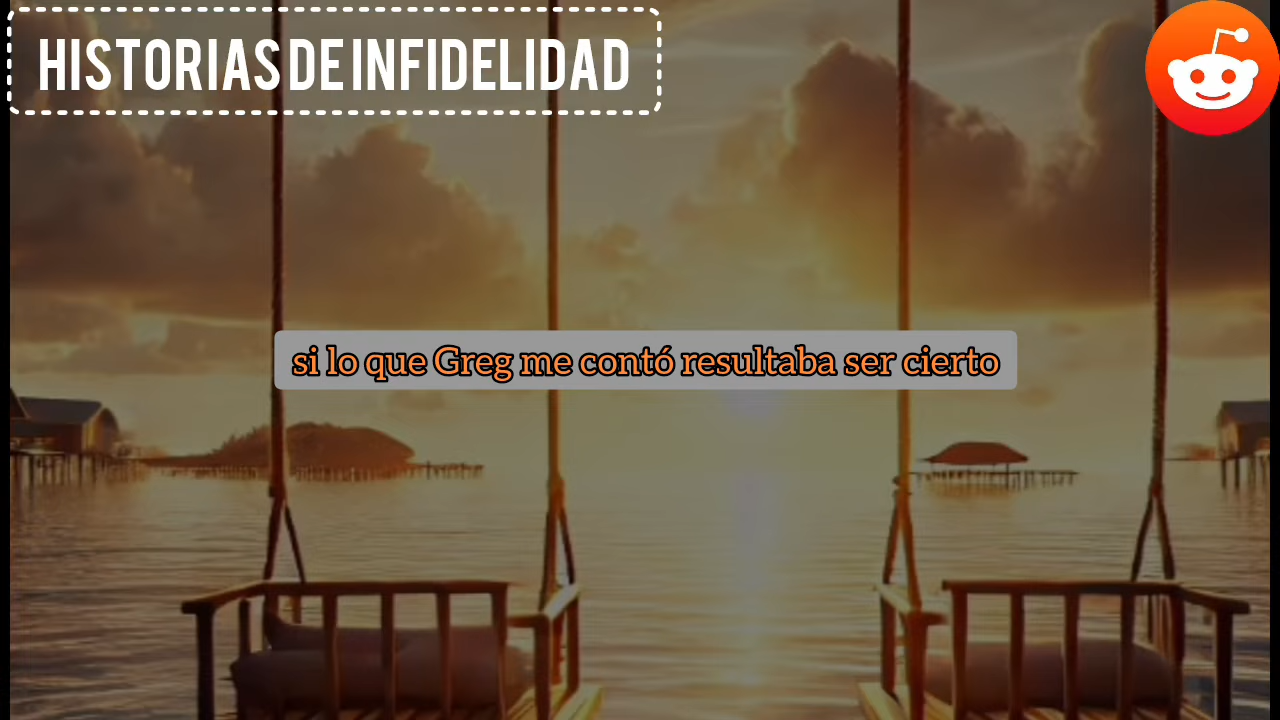 HISTORIAS DE INFIDELIDAD
si lo que Greg me contó resultaba ser cierto